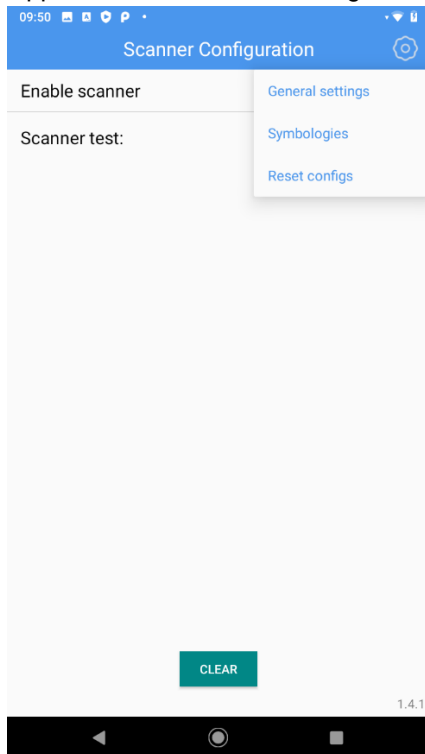 09:50
Scanner Configuration
Enable scanner
General settings
Scanner test:
Symbologies
Reset configs
CLEAR
1.4.1